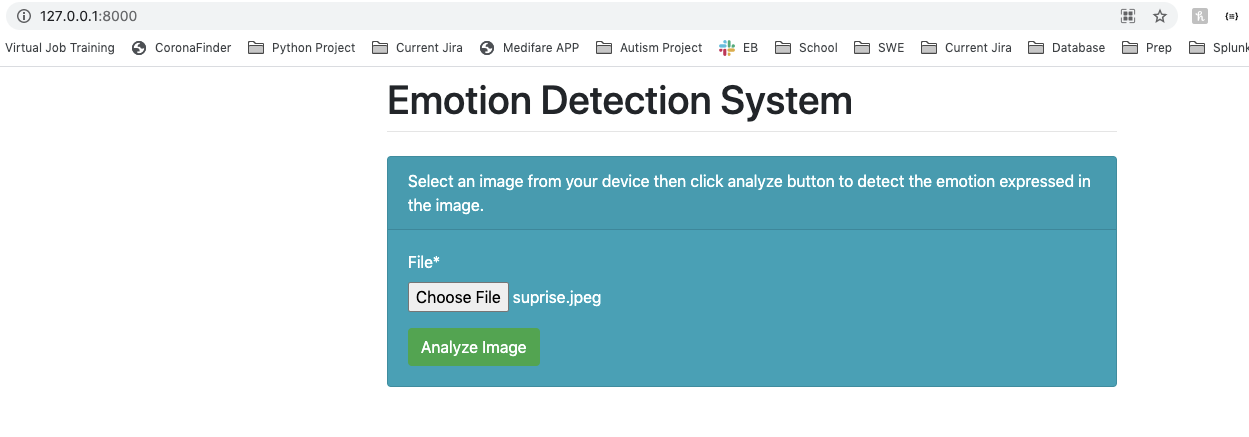 127.0.0.1:8000
Virtual Job Training CoronaFinder Python Project Current Jira Medifare APP Autism Project EB School SWE Current Jira Database Prep Splunk
Emotion Detection System
Select an image from your device then click analyze button to detect the emotion expressed in
the image.
File*
Choose File suprise.jpeg
Analyze Image